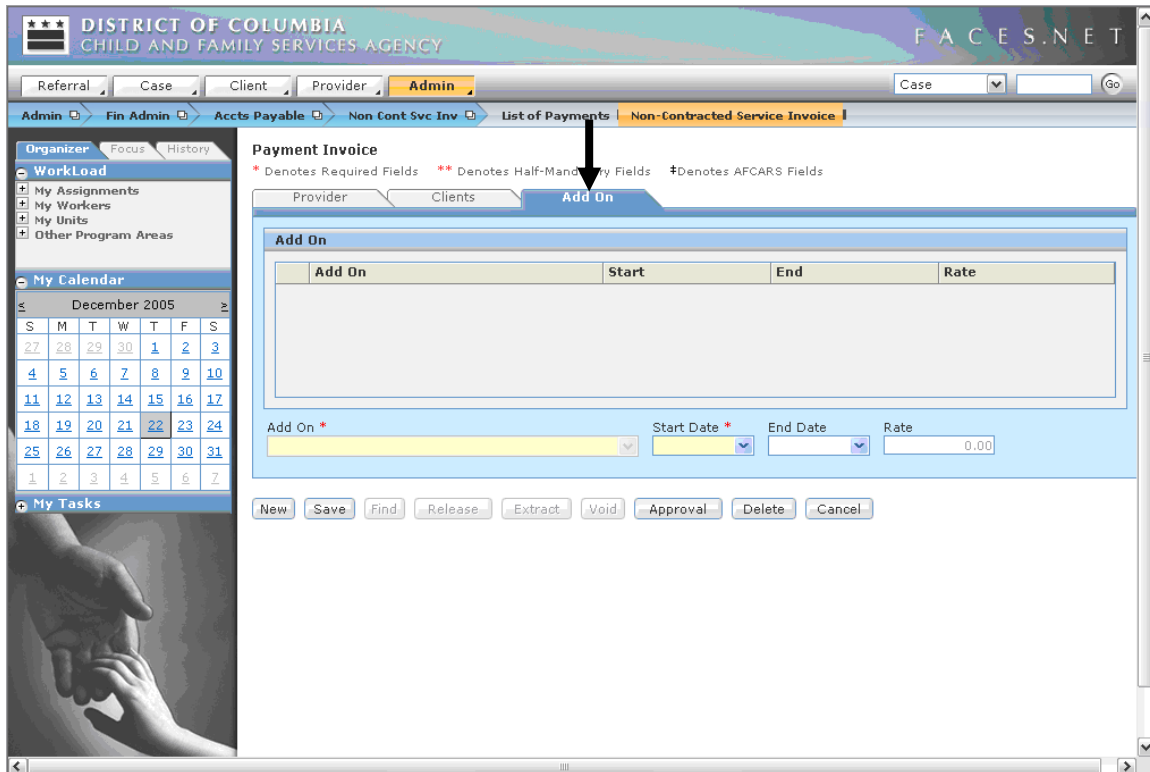 DISTRICT OF COLUMBIA
CHILD AND FAMILY SERVICES AGENCY
FACES.NET
Referral Case Client Provider Admin
Case Go
Admin Fin Admin Accts Payable Non Cont Svc Inv List of Payments Non-Contracted Service Invoice
Organizer Focus History
WorkLoad
My Assignments
My Workers
My Units
Other Program Areas
My Calendar
< December 2005 >
S M T W T F S
27 28 29 30 1 2 3
4 5 6 7 8 9 10
11 12 13 14 15 16 17
18 19 20 21 22 23 24
25 26 27 28 29 30 31
1 2 3 4 5 6 7
My Tasks
Payment Invoice
* Denotes Required Fields ** Denotes Half-Mandatory Fields ‡Denotes AFCARS Fields
Provider Clients Add On
Add On
Add On Start End Rate
Add On * Start Date * End Date Rate
0.00
New Save Find Release Extract Void Approval Delete Cancel